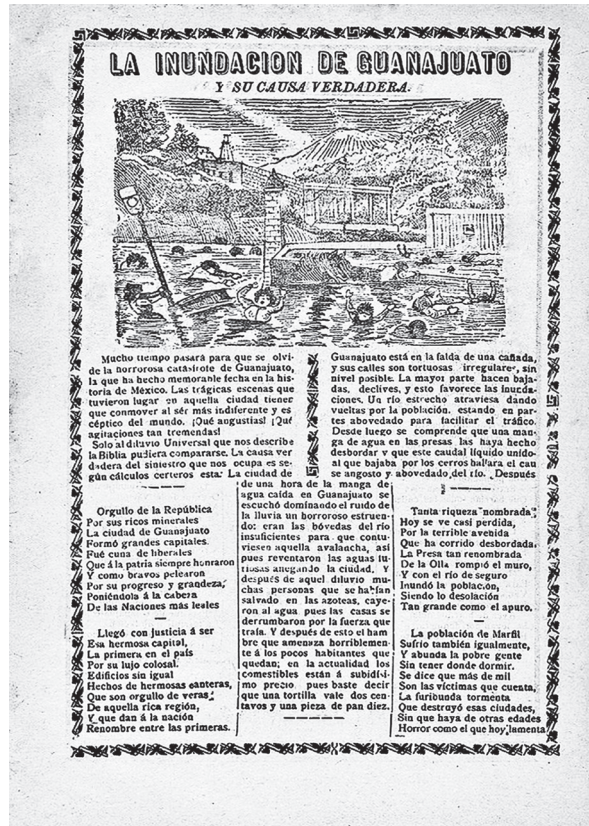 LA INUNDACION DE GUANAJUATO
Y SU CAUSA VERDADERA.
Mucho tiempo pasará para que se olvi-
de la horrorosa catástrofe de Guanajuato,
la que ha hecho memorable fecha en la his-
toria de México. Las trágicas escenas que
tuvieron lugar en aquella ciudad tienen
que conmover al sér más indiferente y es-
céptico del mundo. ¡Qué angustias! ¡Qué
agitaciones tan tremendas!
Solo al diluvio Universal que nos describe
la Biblia pudiera compararse. La causa ver
dadera del siniestro que nos ocupa es se-
gún cálculos certeros esta: La ciudad de
Guanajuato está en la falda de una cañada,
y sus calles son tortuosas irregulares, sin
nivel posible. La mayor parte hacen baja-
das, declives, y esto favorece las inunda-
ciones. Un río estrecho atraviesa dando
vueltas por la población. estando en par-
tes abovedado para facilitar el tráfico.
Desde luego se comprende que una man-
ga de agua en las presas las haya hecho
desbordar y que este caudal líquido unido
al que bajaba por los cerros hallara el cau
se angosto y abovedado del río. Después
de una hora de la manga de
agua caída en Guanajuato se
escuchó dominando el ruido de
la lluvia un horroroso estruen-
do: eran las bóvedas del río
insuficientes para que contu-
viesen aquella avalancha, así
pues reventaron las aguas fu-
riosas anegando la ciudad. Y
después de aquel diluvio mu-
chas personas que se habían
salvado en las azoteas, caye-
ron al agua pues las casas se
derrumbaron por la fuerza que
traía. Y después de esto el ham
bre que amenaza horriblemen-
te á los pocos habitantes que
quedan; en la actualidad los
comestibles están á subidísi-
mo precio pues baste decir
que una tortilla vale dos cen-
tavos y una pieza de pan diez.
Orgullo de la República
Por sus ricos minerales
La ciudad de Guanajuato
Formó grandes capitales.
Fué cuna de liberales
Que á la patria siempre honraron
Y como bravos pelearon
Por su progreso y grandeza,
Poniéndola á la cabeza
De las Naciones más leales
Llegó con justicia á ser
Esa hermosa capital,
La primera en el país
Por su lujo colosal.
Edificios sin igual
Hechos de hermosas canteras,
Que son orgullo de veras
De aquella rica región,
Y que dán á la nación
Renombre entre las primeras.
Tanta riqueza nombrada
Hoy se ve casi perdida,
Por la terrible avenida
Que ha corrido desbordada.
La Presa tan renombrada
De la Olla rompió el muro,
Y con el río de seguro
Inundó la población,
Siendo lo desolación
Tan grande como el apuro.
La población de Marfil
Sufrio también igualmente,
Y abunda la pobre gente
Sin tener donde dormir.
Se dice que más de mil
Son las víctimas que cuenta,
La furibunda tormenta
Que destruyó esas ciudades,
Sin que haya de otras edades
Horror como el que hoy lamenta